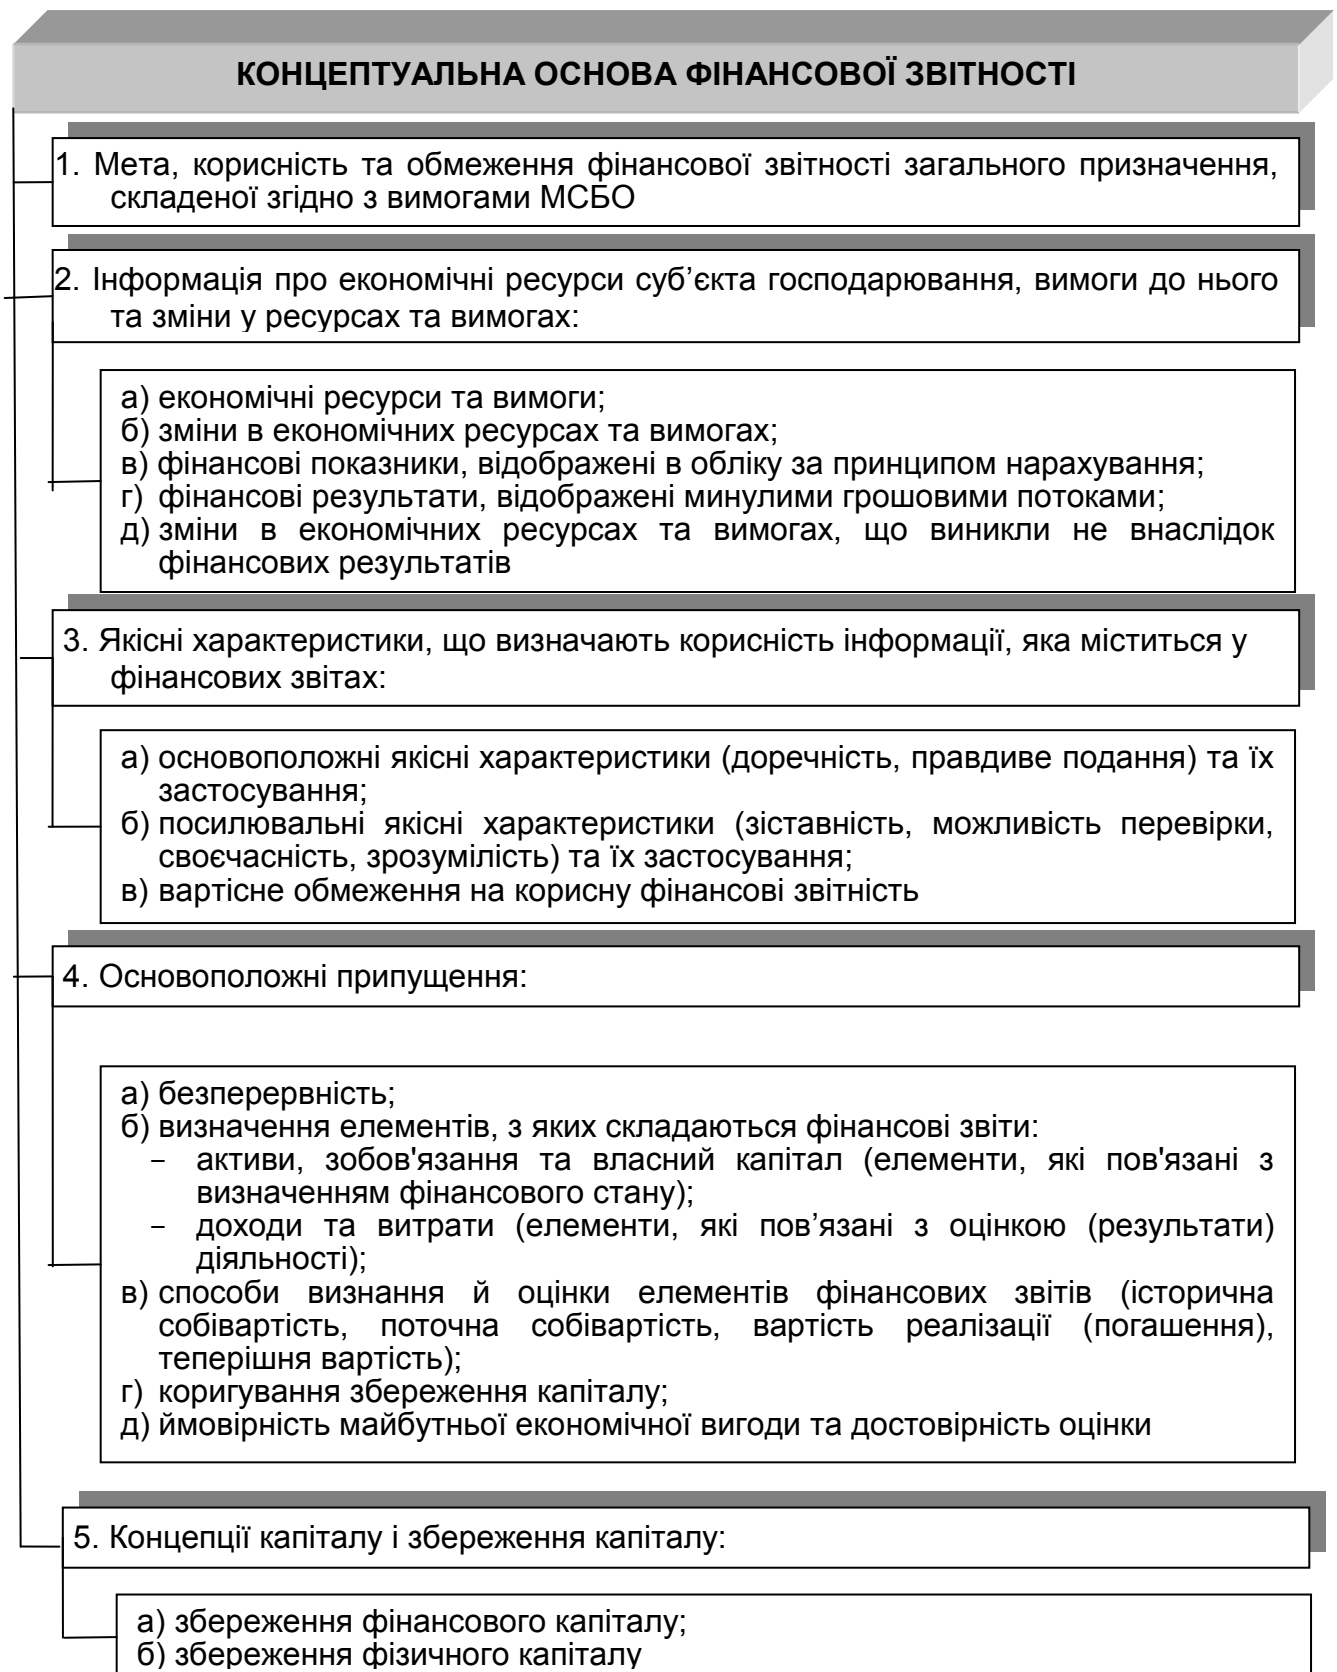 КОНЦЕПТУАЛЬНА ОСНОВА ФІНАНСОВОЇ ЗВІТНОСТІ
1. Мета, корисність та обмеження фінансової звітності загального призначення,
складеної згідно з вимогами МСБО
2. Інформація про економічні ресурси суб’єкта господарювання, вимоги до нього
та зміни у ресурсах та вимогах:
а) економічні ресурси та вимоги;
б) зміни в економічних ресурсах та вимогах;
в) фінансові показники, відображені в обліку за принципом нарахування;
г) фінансові результати, відображені минулими грошовими потоками;
д) зміни в економічних ресурсах та вимогах, що виникли не внаслідок
фінансових результатів
3. Якісні характеристики, що визначають корисність інформації, яка міститься у
фінансових звітах:
а) основоположні якісні характеристики (доречність, правдиве подання) та їх
застосування;
б) посилювальні якісні характеристики (зіставність, можливість перевірки,
своєчасність, зрозумілість) та їх застосування;
в) вартісне обмеження на корисну фінансові звітність
4. Основоположні припущення:
а) безперервність;
б) визначення елементів, з яких складаються фінансові звіти:
– активи, зобов'язання та власний капітал (елементи, які пов'язані з
визначенням фінансового стану);
– доходи та витрати (елементи, які пов’язані з оцінкою (результати)
діяльності);
в) способи визнання й оцінки елементів фінансових звітів (історична
собівартість, поточна собівартість, вартість реалізації (погашення),
теперішня вартість);
г) коригування збереження капіталу;
д) ймовірність майбутньої економічної вигоди та достовірність оцінки
5. Концепції капіталу і збереження капіталу:
а) збереження фінансового капіталу;
б) збереження фізичного капіталу